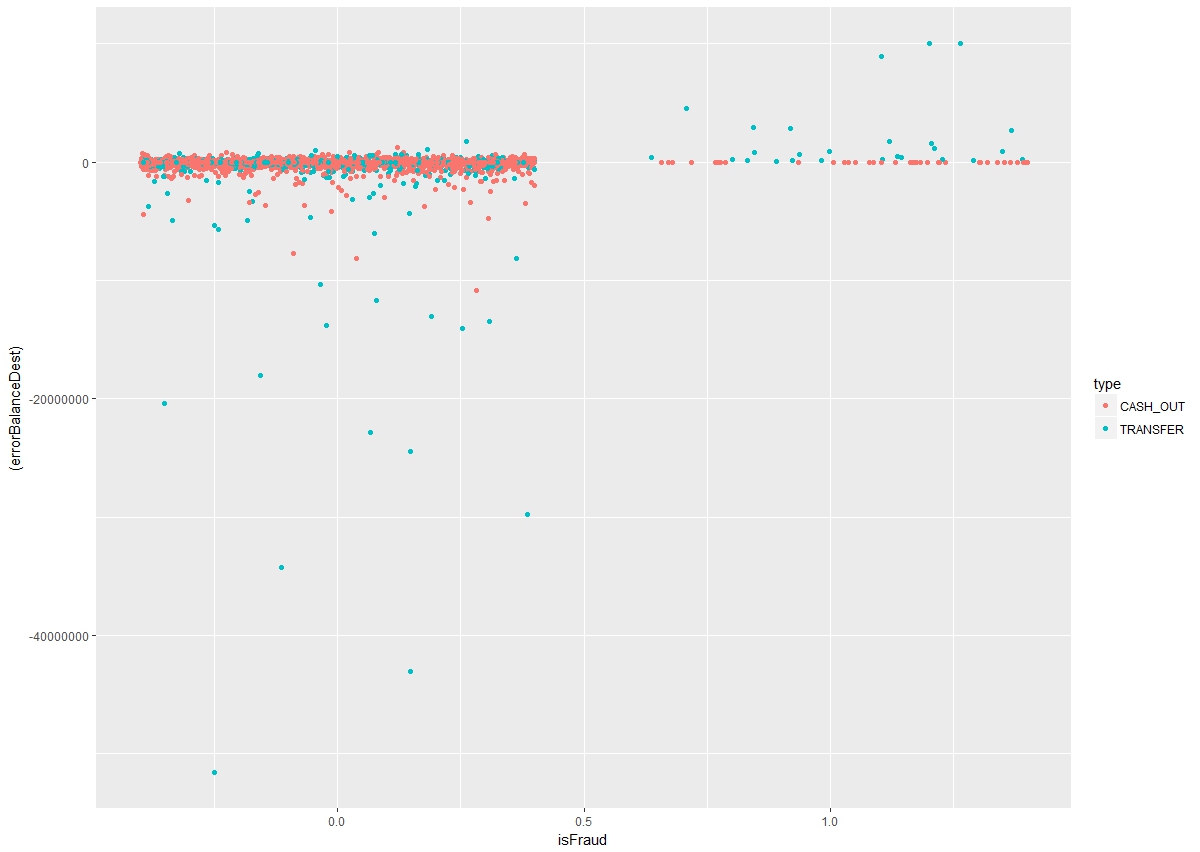 0
-20000000
-40000000
(errorBalanceDest)
0.0
0.5
1.0
isFraud
type
CASH_OUT
TRANSFER